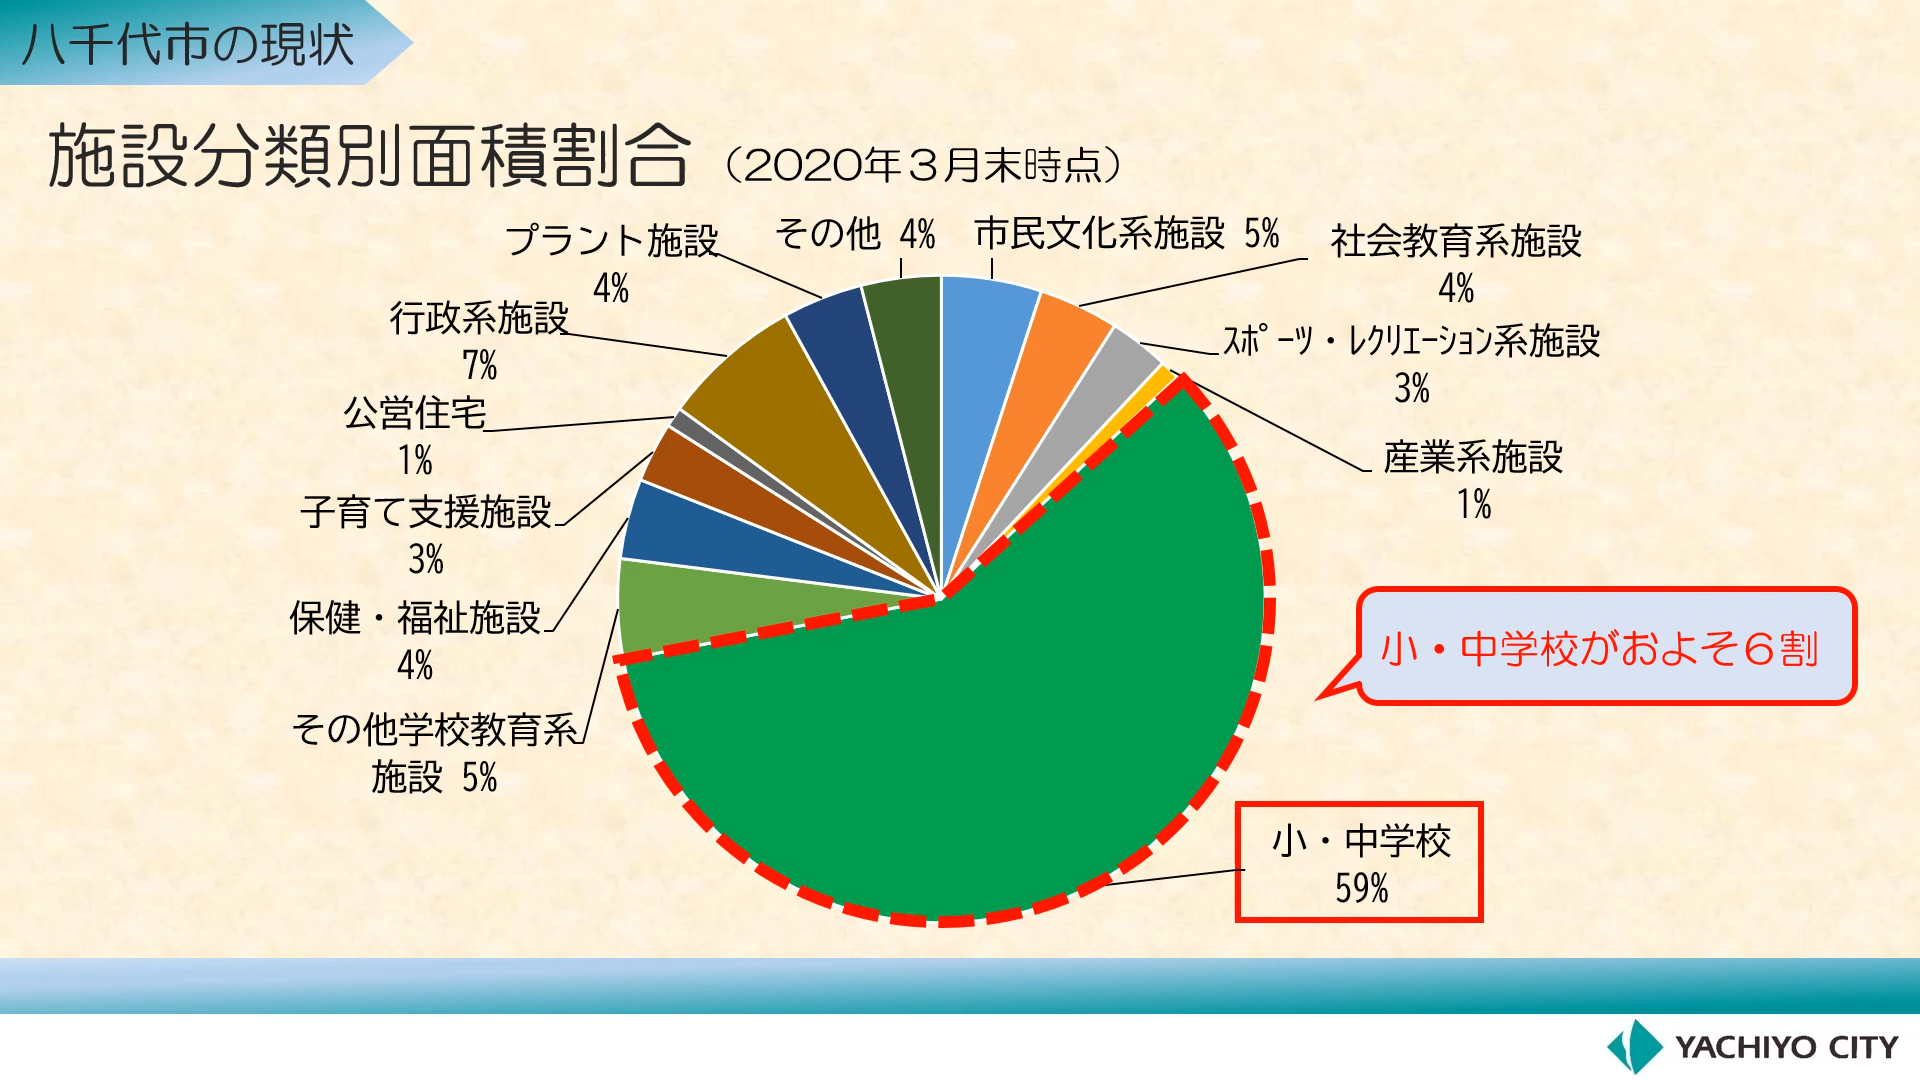 八千代市の現状
施設分類別面積割合（2020年３月末時点）
その他 4%
市民文化系施設 5%
社会教育系施設
4%
ｽﾎﾟｰﾂ・ﾚｸﾘｴｰｼｮﾝ系施設
3%
産業系施設
1%
小・中学校がおよそ６割
小・中学校
59%
その他学校教育系
施設 5%
保健・福祉施設
4%
子育て支援施設
3%
公営住宅
1%
行政系施設
7%
プラント施設
4%
YACHIYO CITY